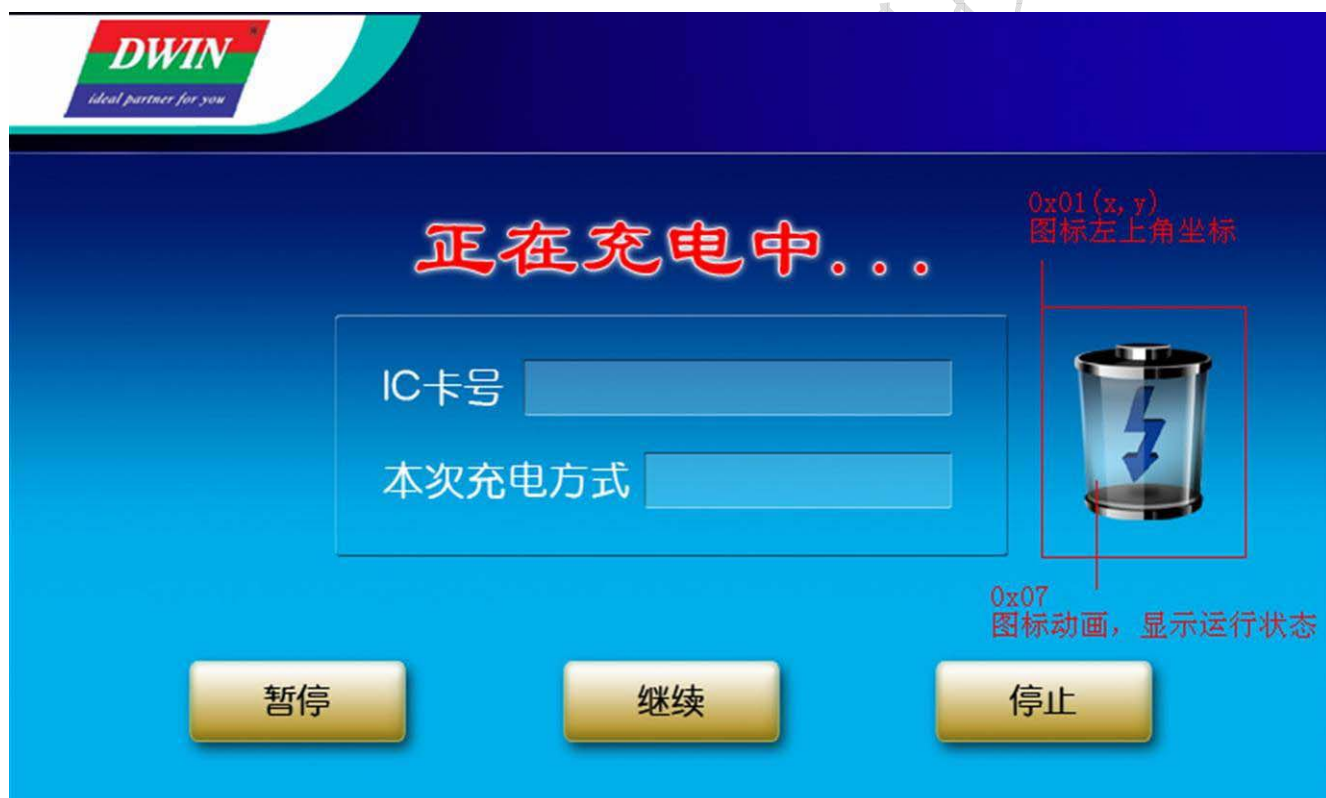 DWIN
ideal partner for you
0x01(x,y)
图标左上角坐标
正在充电中...
IC卡号
本次充电方式
0x07
图标动画，显示运行状态
暂停
继续
停止